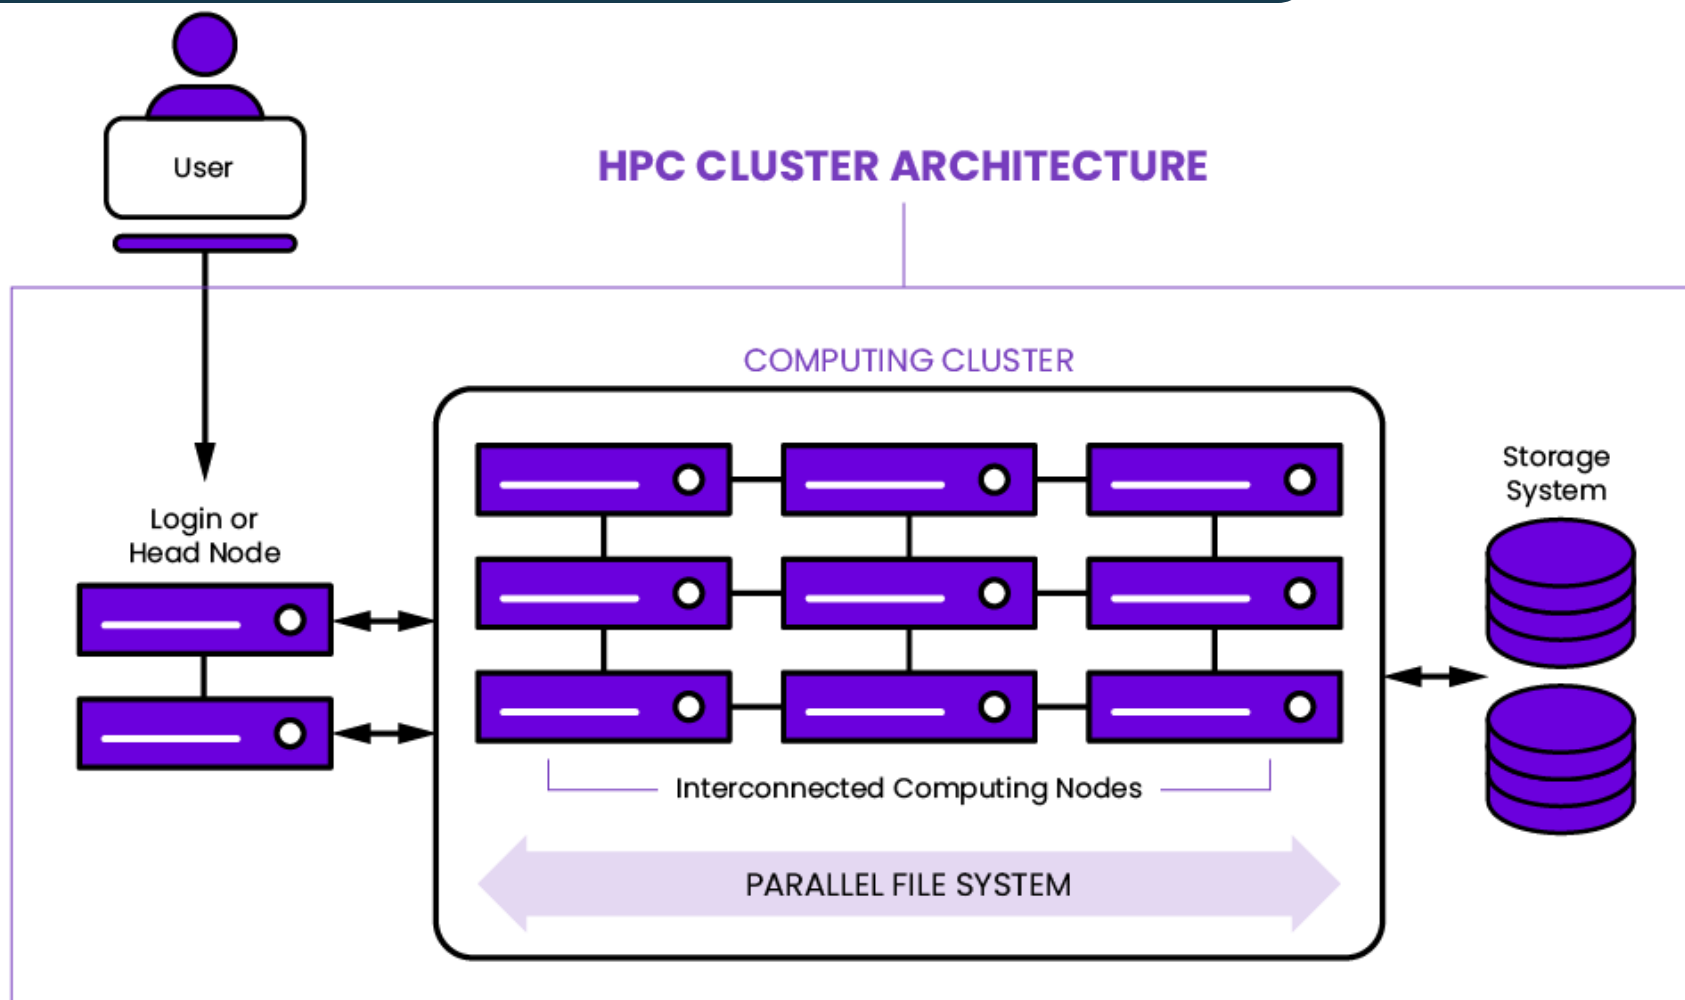 User
HPC CLUSTER ARCHITECTURE
COMPUTING CLUSTER
Storage
System
Login or
Head Node
Interconnected Computing Nodes
PARALLEL FILE SYSTEM